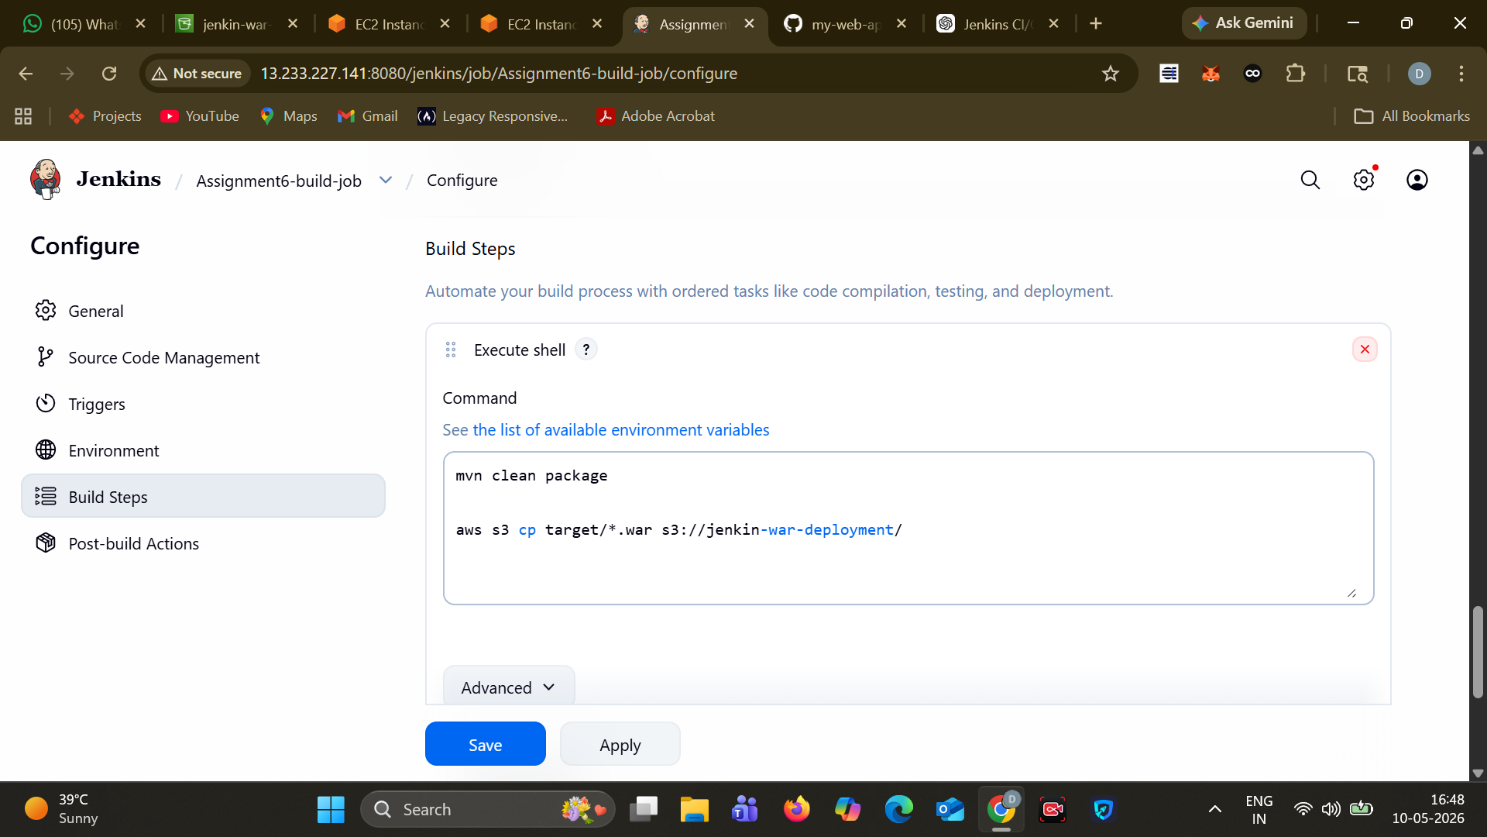 (105) What
jenkin-war-
EC2 Instanc
EC2 Instanc
Assignment
my-web-ap
Jenkins CI/
Ask Gemini
Not secure
13.233.227.141:8080/jenkins/job/Assignment6-build-job/configure
D
Projects
YouTube
Maps
Gmail
Legacy Responsive...
Adobe Acrobat
All Bookmarks
Jenkins / Assignment6-build-job / Configure
Configure
General
Source Code Management
Triggers
Environment
Build Steps
Post-build Actions
Build Steps
Automate your build process with ordered tasks like code compilation, testing, and deployment.
Execute shell ?
Command
See the list of available environment variables
mvn clean package
aws s3 cp target/*.war s3://jenkin-war-deployment/
Advanced
Save
Apply
39°C
Sunny
Search
D
ENG
IN
16:48
10-05-2026